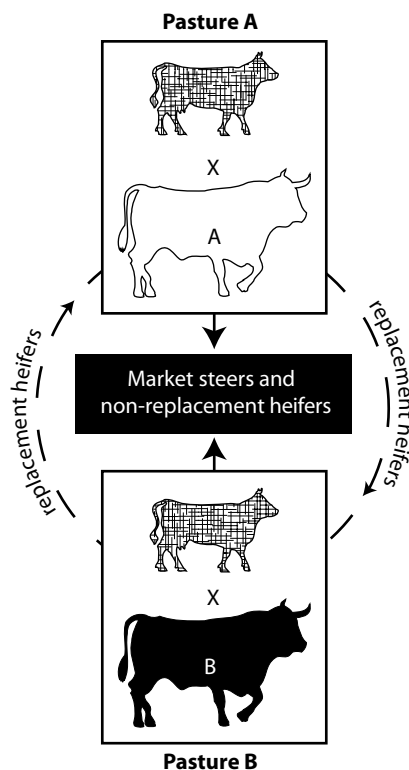 Pasture A
X
A
replacement heifers
replacement heifers
Market steers and
non-replacement heifers
X
B
Pasture B